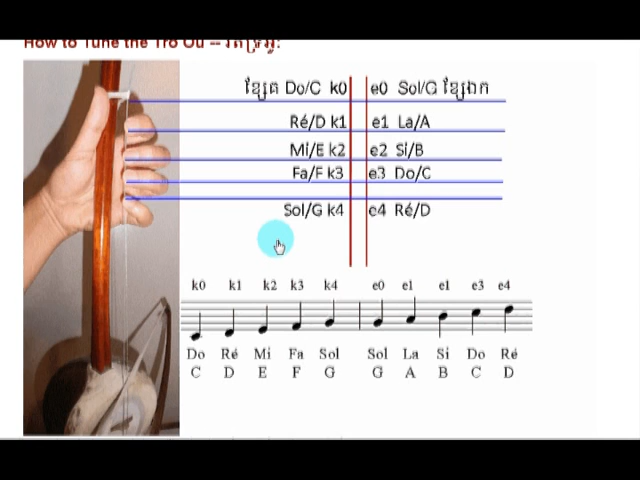 How to Tune the Tro Ou --
ខ្សែគ Do/C k0 e0 Sol/G ខ្សែឯក
Ré/D k1 e1 La/A
Mi/E k2 e2 Si/B
Fa/F k3 e3 Do/C
Sol/G k4 e4 Ré/D
k0 k1 k2 k3 k4 e0 e1 e1 e3 e4
Do Ré Mi Fa Sol Sol La Si Do Ré
C D E F G G A B C D